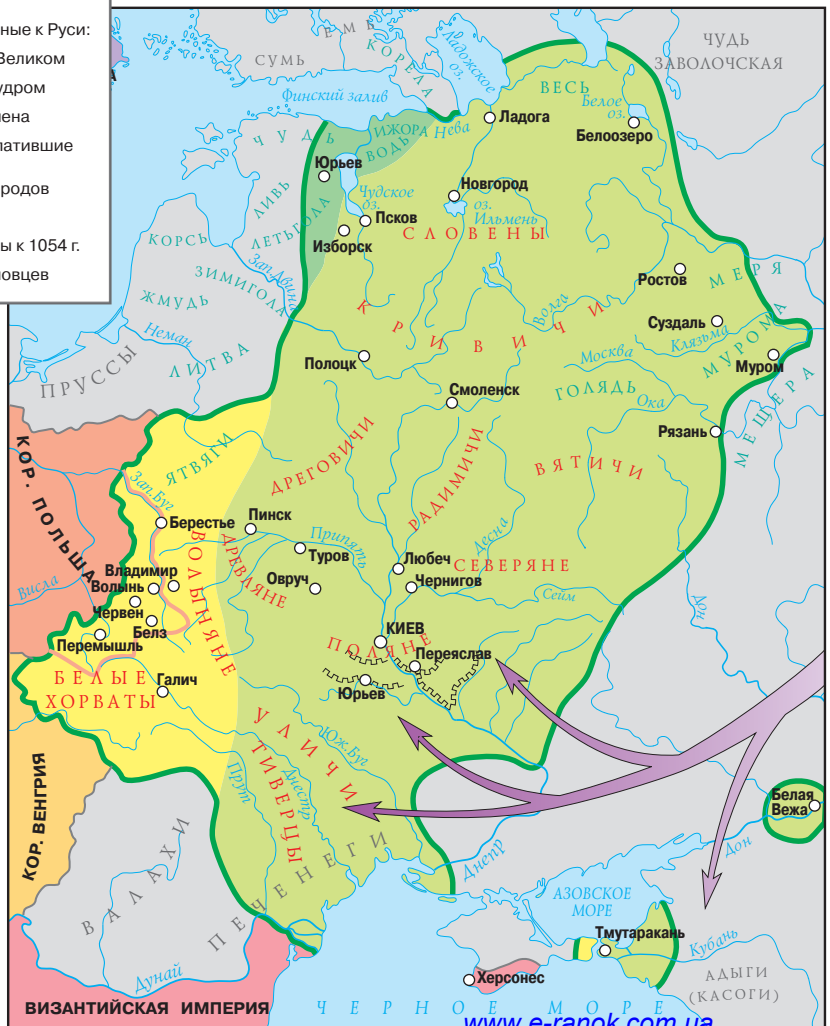 ные к Руси:
Великом
удром
мена
латившие
родов
ы к 1054 г.
ловцев
А
ЕМЬ
СУМЬ
КОРЕЛА
Ладожское
оз.
ЧУДЬ
ЗАВОЛОЧСКАЯ
ВЕСЬ
Белое
оз.
Финский залив
Ладога
Белоозеро
ЧУДЬ
ИЖОРА
Нева
ВОДЬ
Юрьев
Новгород
оз.
Ильмень
Чудское
оз.
Псков
Изборск
ЛИВЬ
ЛЕТЬГОЛА
СЛОВЕНЫ
КОРСЬ
ЗИМИГОЛА
Зап.Двина
ЖМУДЬ
Ростов
МЕРЯ
Неман
КРИВИЧИ
Волга
Суздаль
Клязьма
МУРОМА
ПРУССЫ
ЛИТВА
Полоцк
Москва
Муром
Смоленск
ГОЛЯДЬ
Ока
МЕЩЕРА
Рязань
КОР. ПОЛЬША
ЯТВЯГИ
ДРЕГОВИЧИ
РАДИМИЧИ
ВЯТИЧИ
Зап.Буг
Берестье
Пинск
Припять
Десна
ДРЕВЛЯНЕ
Туров
Любеч
СЕВЕРЯНЕ
Владимир
ВОЛЫНЯНЕ
Овруч
Чернигов
Сейм
Висла
Волынь
Червен
Белз
Перемышль
КИЕВ
ПОЛЯНЕ
Переяслав
Дон
БЕЛЫЕ
ХОРВАТЫ
Галич
Юрьев
УЛИЧИ
Юж.Буг
ТИВЕРЦЫ
Днестр
Прут
КОР. ВЕНГРИЯ
Белая
Вежа
ВАЛАХИ
ПЕЧЕНЕГИ
Днепр
Дон
АЗОВСКОЕ
МОРЕ
Тмутаракань
Кубань
Дунай
Херсонес
АДЫГИ
(КАСОГИ)
ВИЗАНТИЙСКАЯ ИМПЕРИЯ
ЧЕРНОЕ МОРЕ
www.e-ranok.com.ua